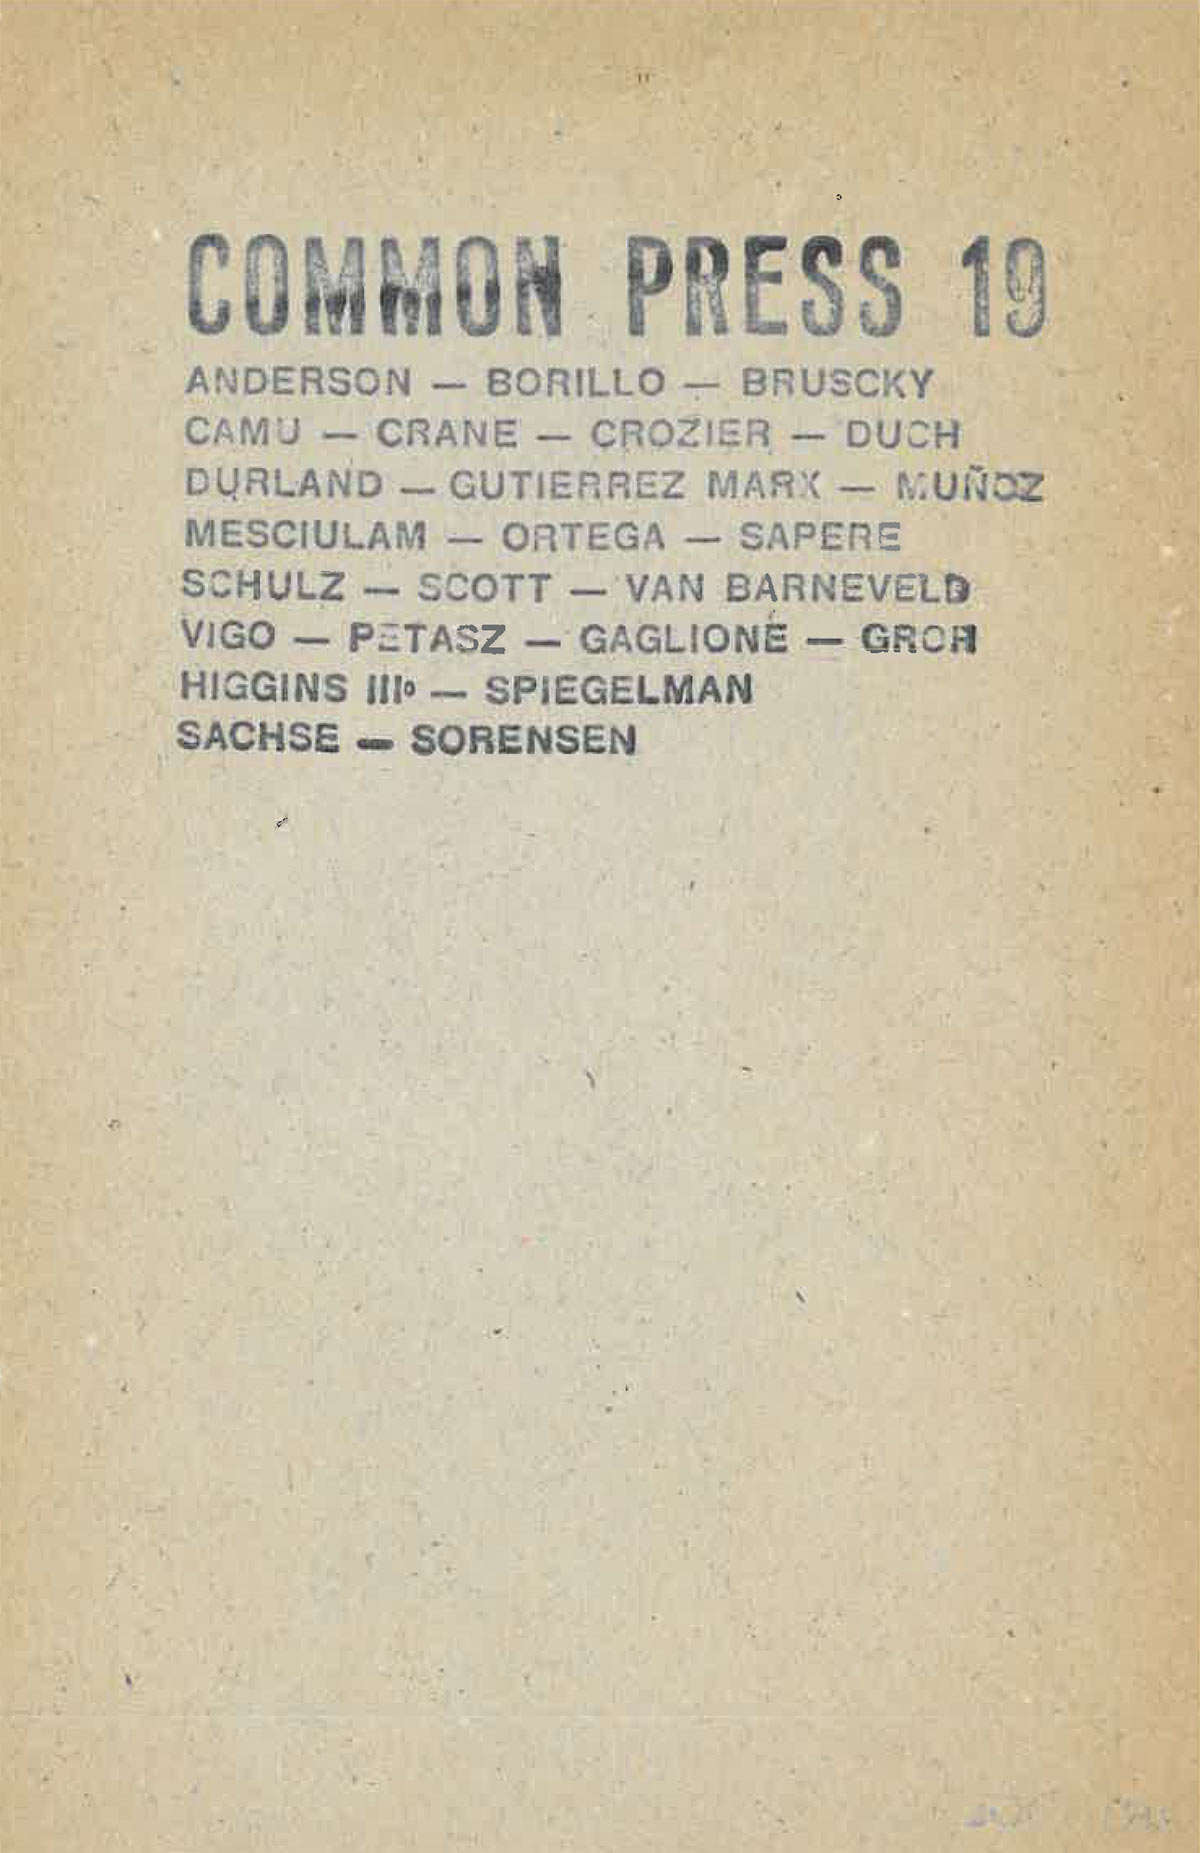 COMMON PRESS 19
ANDERSON — BORILLO — BRUSCKY
CAMU — CRANE — CROZIER — DUCH
DURLAND — GUTIERREZ MARX — MUÑOZ
MESCIULAM — ORTEGA — SAPERE
SCHULZ — SCOTT — VAN BARNEVELD
VIGO — PETASZ — GAGLIONE — GROH
HIGGINS IIIº — SPIEGELMAN
SACHSE — SORENSEN